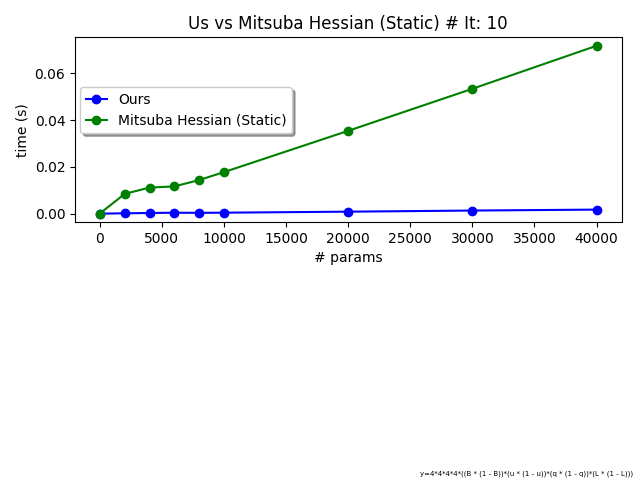 Us vs Mitsuba Hessian (Static) # It: 10
time (s)
0.06
0.04
0.02
0.00
Ours
Mitsuba Hessian (Static)
0 5000 10000 15000 20000 25000 30000 35000 40000
# params
y=4*4*4*4*((B * (1 - B))*(u * (1 - u))*(q * (1 - q))*(L * (1 - L)))